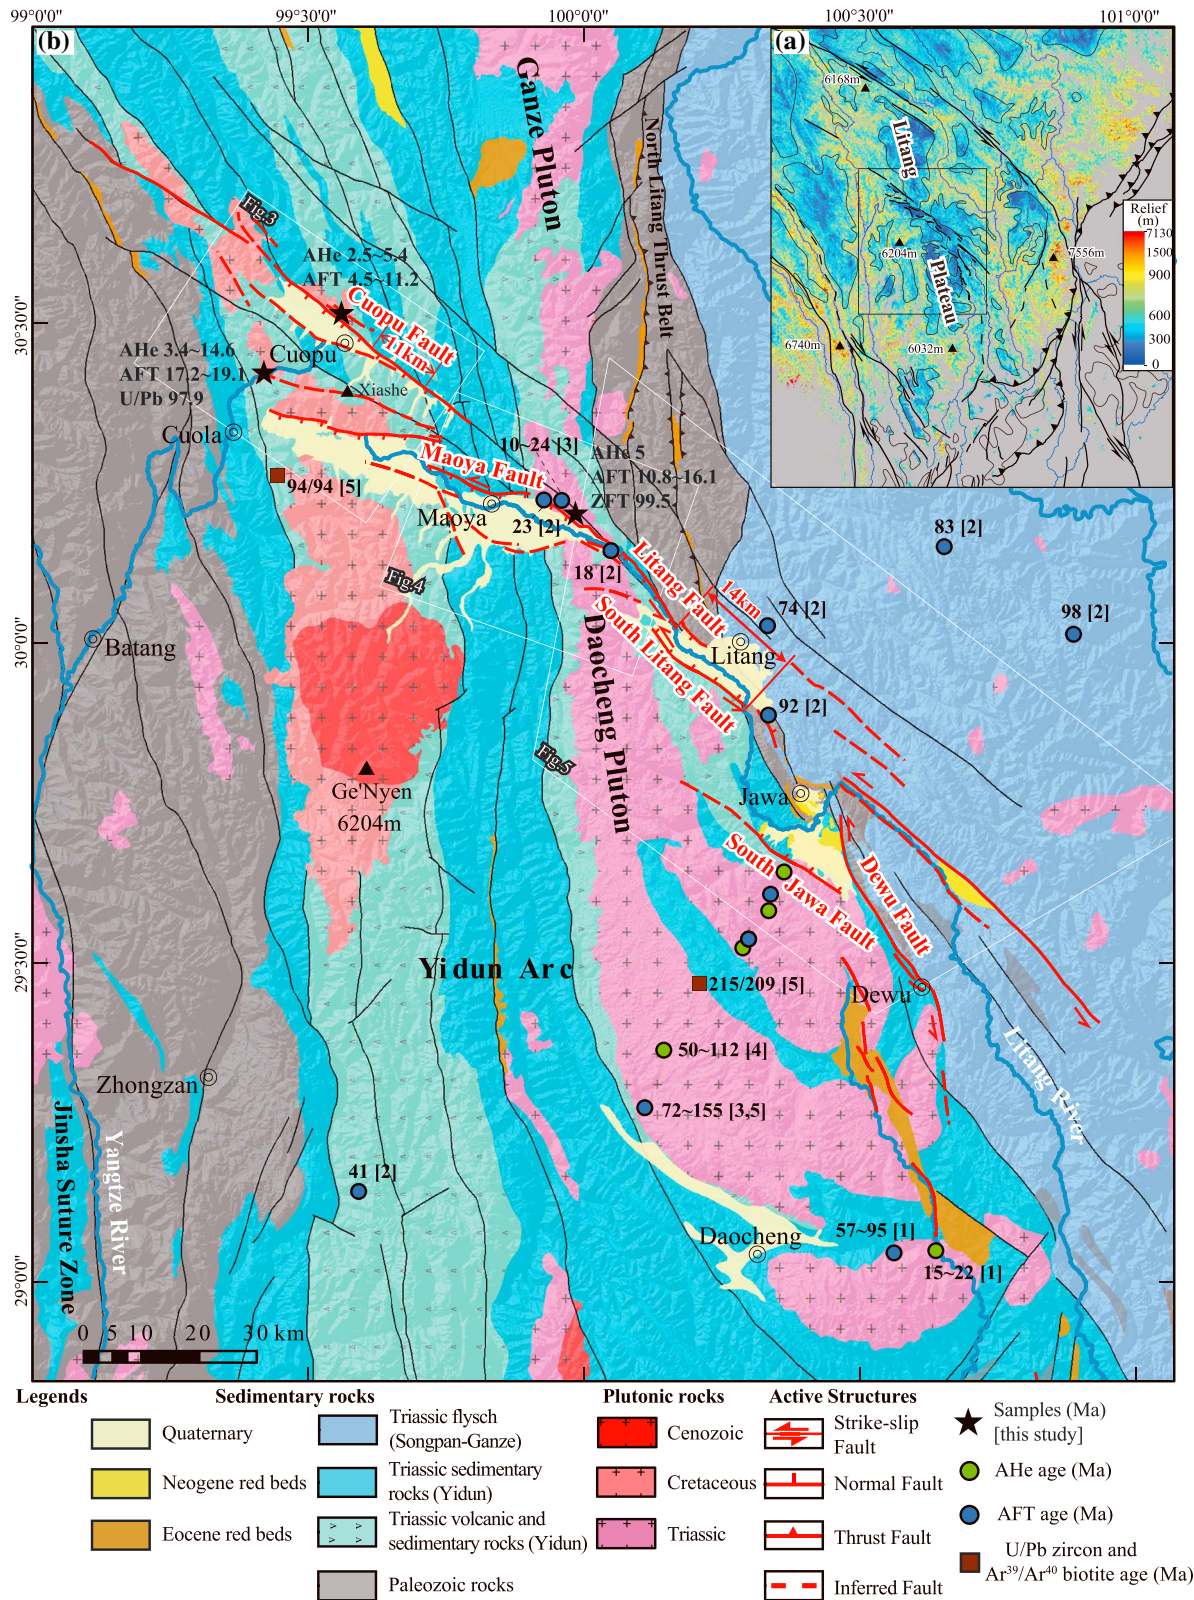 99°0'0"
99°30'0"
100°0'0"
100°30'0"
101°0'0"
(b)
(a)
6168m
Litang
Plateau
6204m
7556m
6740m
6032m
Relief
(m)
7130
1500
900
600
300
0
Ganze Pluton
North Litang Thrust Belt
Fig.3
AHe 2.5~5.4
AFT 4.5~11.2
Cuopu Fault
11km
30°30'0"
AHe 3.4~14.6
AFT 17.2~19.1
U/Pb 97.9
Cuopu
Xiashe
Cuola
10~24 [3]
AHe 5
AFT 10.8~16.1
ZFT 99.5
Maoya Fault
94/94 [5]
Maoya
23 [2]
18 [2]
83 [2]
Fig.4
Litang Fault
South Litang Fault
14km
74 [2]
98 [2]
30°0'0"
Batang
Litang
Daocheng Pluton
92 [2]
Fig.5
Ge'Nyen
6204m
Jawa
South Jawa Fault
Dewu Fault
29°30'0"
Yidun Arc
215/209 [5]
Dewu
50~112 [4]
Litang River
Zhongzan
72~155 [3,5]
Jinsha Suture Zone
Yangtze River
41 [2]
Daocheng
57~95 [1]
15~22 [1]
29°0'0"
0 5 10 20 30 km
Legends
Sedimentary rocks
Plutonic rocks
Active Structures
Quaternary
Neogene red beds
Eocene red beds
Triassic flysch
(Songpan-Ganze)
Triassic sedimentary
rocks (Yidun)
Triassic volcanic and
sedimentary rocks (Yidun)
Paleozoic rocks
Cenozoic
Cretaceous
Triassic
Strike-slip
Fault
Normal Fault
Thrust Fault
Inferred Fault
Samples (Ma)
[this study]
AHe age (Ma)
AFT age (Ma)
U/Pb zircon and
Ar³⁹/Ar⁴⁰ biotite age (Ma)